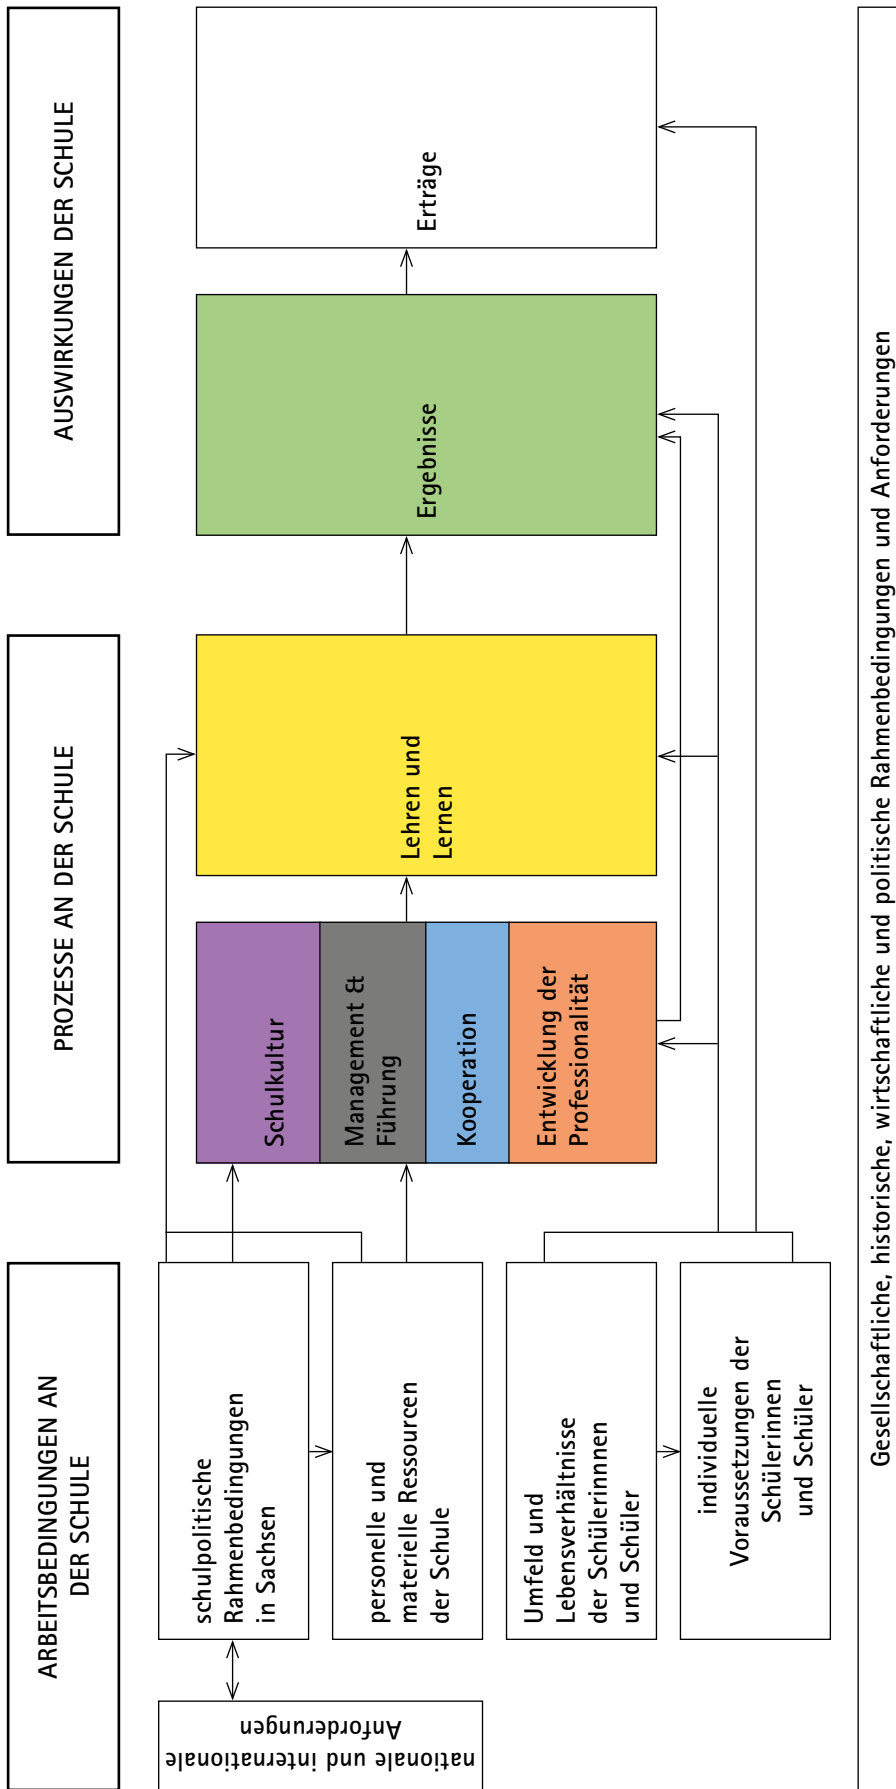 ARBEITSBEDINGUNGEN AN
DER SCHULE
PROZESSE AN DER SCHULE
AUSWIRKUNGEN DER SCHULE
nationale und internationale
Anforderungen
schulpolitische
Rahmenbedingungen
in Sachsen
personelle und
materielle Ressourcen
der Schule
Umfeld und
Lebensverhältnisse
der Schülerinnnen
und Schüler
individuelle
Voraussetzungen der
Schülerinnen
und Schüler
Schulkultur
Management &
Führung
Kooperation
Entwicklung der
Professionalität
Lehren und
Lernen
Ergebnisse
Erträge
Gesellschaftliche, historische, wirtschaftliche und politische Rahmenbedingungen und Anforderungen